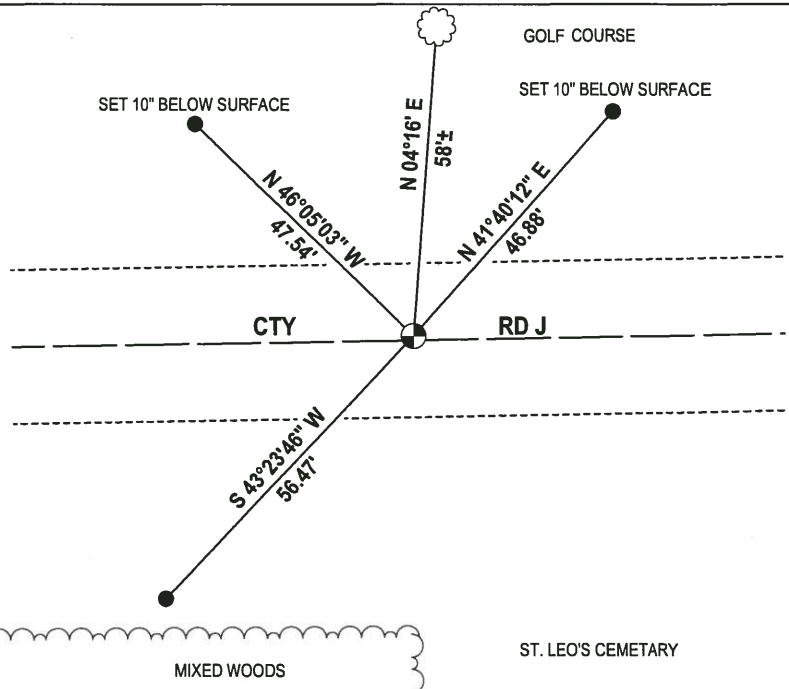 GOLF COURSE
SET 10" BELOW SURFACE
SET 10" BELOW SURFACE
N 04°16' E
58'±
N 46°05'03" W
47.54'
N 41°40'12" E
46.88'
CTY RD J
S 43°23'46" W
56.47'
ST. LEO'S CEMETARY
MIXED WOODS